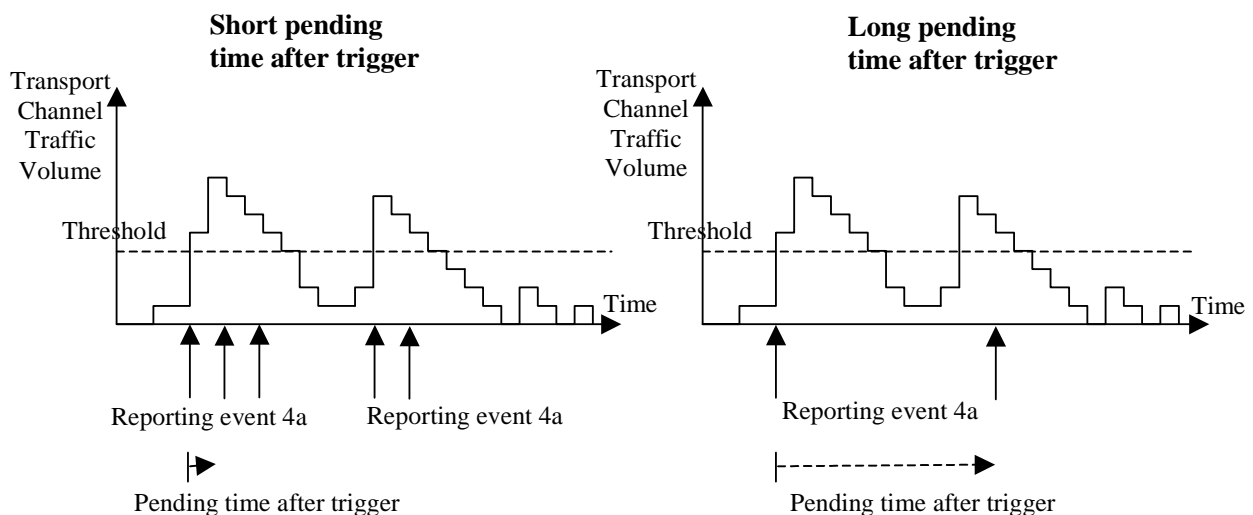 Short pending
time after trigger
Transport
Channel
Traffic
Volume
Threshold
Time
Reporting event 4a
Reporting event 4a
Pending time after trigger
Long pending
time after trigger
Transport
Channel
Traffic
Volume
Threshold
Time
Reporting event 4a
Pending time after trigger